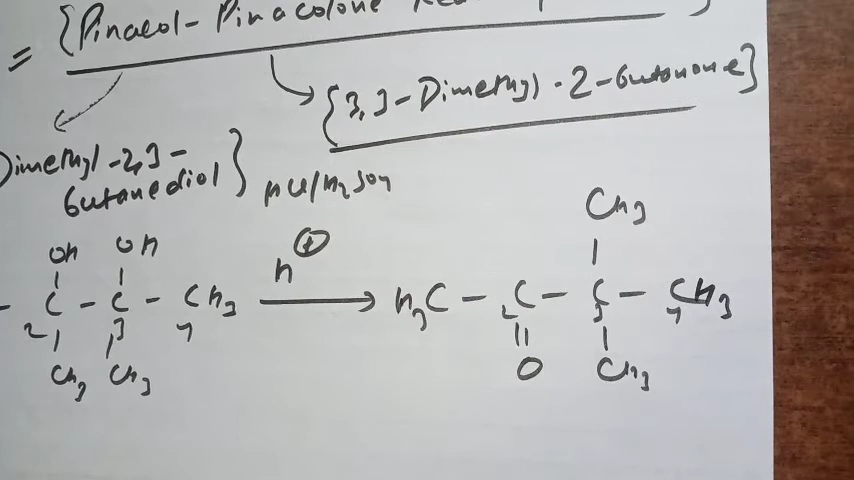 = {Pinacol-Pinacolone
{3,3-Dimethyl-2-butanone}
Dimethyl-2,3-
butanediol}
HCl/H2SO4
OH OH
H⊕
CH3
- C - C - CH3 → H3C - C - C - CH3
2 3 4 2 3 4
CH3 CH3 O CH3